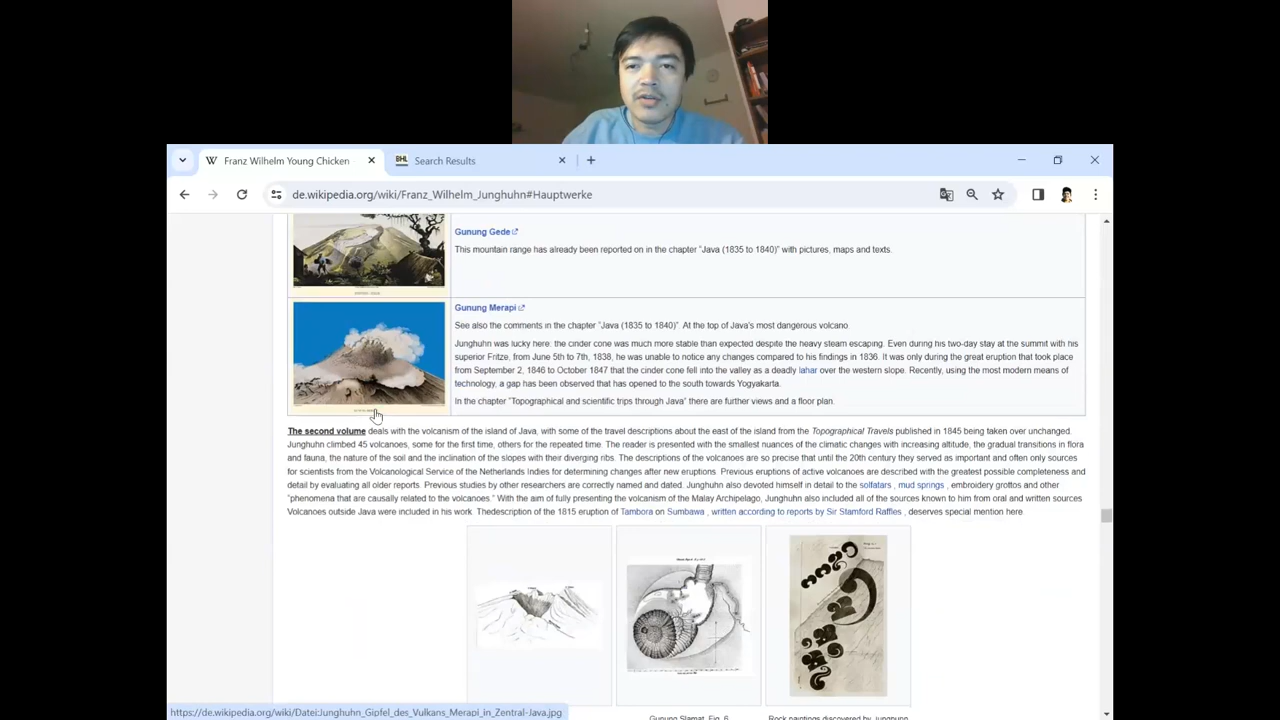 Franz Wilhelm Young Chicken
BHL Search Results
de.wikipedia.org/wiki/Franz_Wilhelm_Junghuhn#Hauptwerke
Gunung Gede
This mountain range has already been reported on in the chapter "Java (1835 to 1840)" with pictures, maps and texts.
Gunung Merapi
See also the comments in the chapter "Java (1835 to 1840)". At the top of Java's most dangerous volcano.
Junghuhn was lucky here: the cinder cone was much more stable than expected despite the heavy steam escaping. Even during his two-day stay at the summit with his
superior Fritze, from June 5th to 7th, 1838, he was unable to notice any changes compared to his findings in 1836. It was only during the great eruption that took place
from September 2, 1846 to October 1847 that the cinder cone fell into the valley as a deadly lahar over the western slope. Recently, using the most modern means of
technology, a gap has been observed that has opened to the south towards Yogyakarta.
In the chapter "Topographical and scientific trips through Java" there are further views and a floor plan.
The second volume deals with the volcanism of the island of Java, with some of the travel descriptions about the east of the island from the Topographical Travels published in 1845 being taken over unchanged.
Junghuhn climbed 45 volcanoes, some for the first time, others for the repeated time. The reader is presented with the smallest nuances of the climatic changes with increasing altitude, the gradual transitions in flora
and fauna, the nature of the soil and the inclination of the slopes with their diverging ribs. The descriptions of the volcanoes are so precise that until the 20th century they served as important and often only sources
for scientists from the Volcanological Service of the Netherlands Indies for determining changes after new eruptions. Previous eruptions of active volcanoes are described with the greatest possible completeness and
detail by evaluating all older reports. Previous studies by other researchers are correctly named and dated. Junghuhn also devoted himself in detail to the solfatars , mud springs , embroidery grottos and other
"phenomena that are causally related to the volcanoes." With the aim of fully presenting the volcanism of the Malay Archipelago, Junghuhn also included all of the sources known to him from oral and written sources
Volcanoes outside Java were included in his work. Thedescription of the 1815 eruption of Tambora on Sumbawa , written according to reports by Sir Stamford Raffles , deserves special mention here.
Gunung Slamat, Fig. 6
Rock paintings discovered by Junghuhn
https://de.wikipedia.org/wiki/Datei:Junghuhn_Gipfel_des_Vulkans_Merapi_in_Zentral-Java.jpg